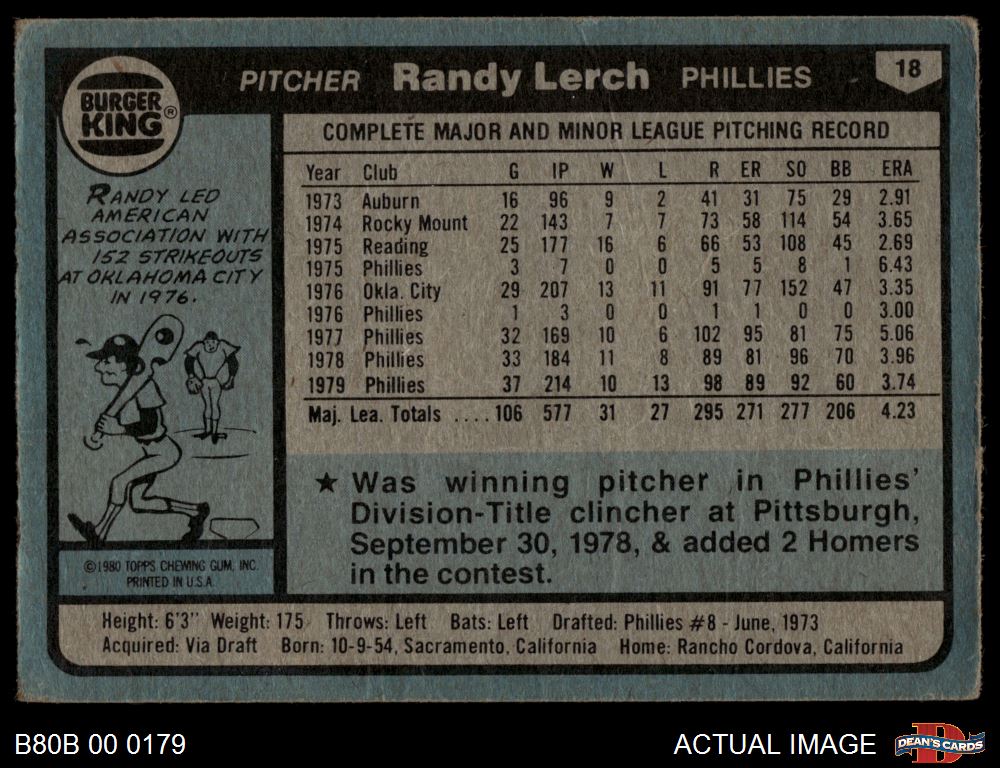 BURGER
KING®
PITCHER Randy Lerch PHILLIES 18
RANDY LED
AMERICAN
ASSOCIATION WITH
152 STRIKEOUTS
AT OKLAHOMA CITY
IN 1976.
©1980 TOPPS CHEWING GUM, INC.
PRINTED IN U.S.A.
COMPLETE MAJOR AND MINOR LEAGUE PITCHING RECORD
Year Club G IP W L R ER SO BB ERA
1973 Auburn 16 96 9 2 41 31 75 29 2.91
1974 Rocky Mount 22 143 7 7 73 58 114 54 3.65
1975 Reading 25 177 16 6 66 53 108 45 2.69
1975 Phillies 3 7 0 0 5 5 8 1 6.43
1976 Okla. City 29 207 13 11 91 77 152 47 3.35
1976 Phillies 1 3 0 0 1 1 0 0 3.00
1977 Phillies 32 169 10 6 102 95 81 75 5.06
1978 Phillies 33 184 11 8 89 81 96 70 3.96
1979 Phillies 37 214 10 13 98 89 92 60 3.74
Maj. Lea. Totals ....106 577 31 27 295 271 277 206 4.23
★ Was winning pitcher in Phillies'
Division-Title clincher at Pittsburgh,
September 30, 1978, & added 2 Homers
in the contest.
Height: 6'3" Weight: 175 Throws: Left Bats: Left Drafted: Phillies #8 - June, 1973
Acquired: Via Draft Born: 10-9-54, Sacramento, California Home: Rancho Cordova, California
B80B 00 0179
ACTUAL IMAGE
D
DEAN'S CARDS